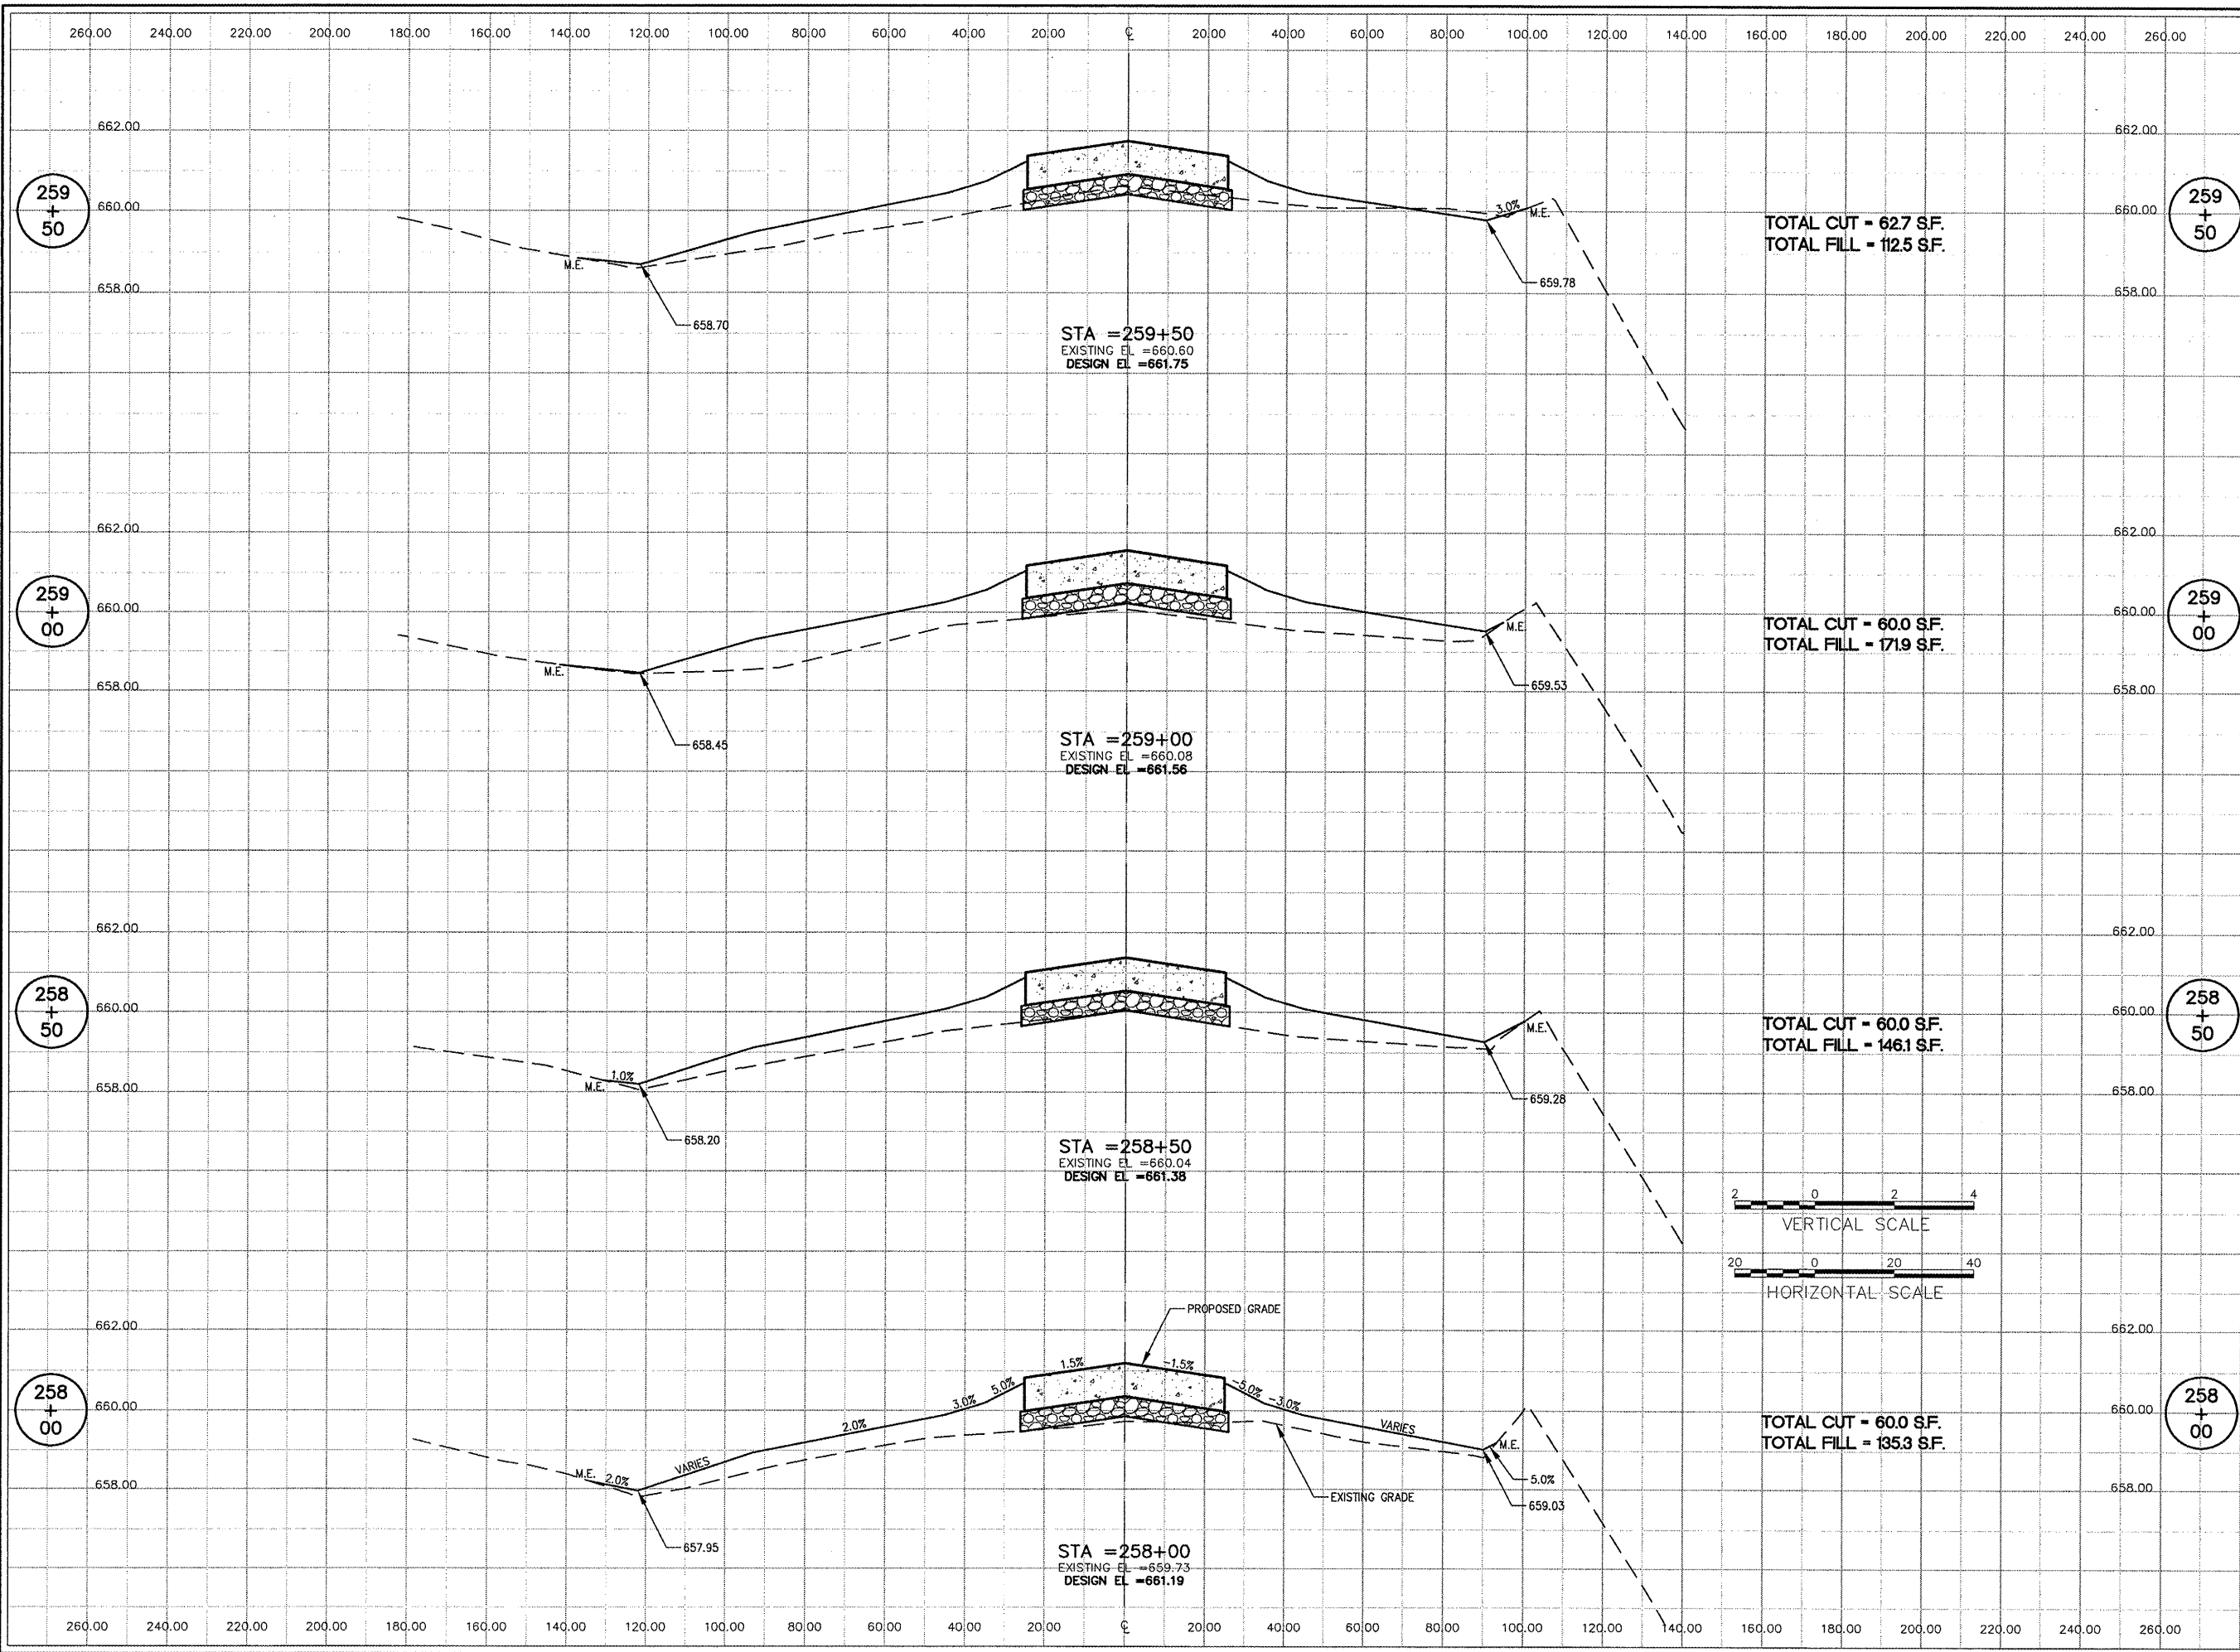 260.00 240.00 220.00 200.00 180.00 160.00 140.00 120.00 100.00 80.00 60.00 40.00 20.00 ℄ 20.00 40.00 60.00 80.00 100.00 120.00 140.00 160.00 180.00 200.00 220.00 240.00 260.00
662.00 662.00
259
+
50
660.00
3.0%
M.E.
660.00
259
+
50
TOTAL CUT = 62.7 S.F.
TOTAL FILL = 112.5 S.F.
M.E.
658.00
659.78
658.00
658.70
STA =259+50
EXISTING EL =660.60
DESIGN EL =661.75
662.00 662.00
259
+
00
660.00
M.E.
660.00
259
+
00
TOTAL CUT = 60.0 S.F.
TOTAL FILL = 171.9 S.F.
M.E.
658.00
659.53
658.00
658.45
STA =259+00
EXISTING EL =660.08
DESIGN EL =661.56
662.00 662.00
258
+
50
660.00
M.E.
660.00
258
+
50
TOTAL CUT = 60.0 S.F.
TOTAL FILL = 146.1 S.F.
1.0%
M.E.
658.00
659.28
658.00
658.20
STA =258+50
EXISTING EL =660.04
DESIGN EL =661.38
2 0 2 4
VERTICAL SCALE
20 0 20 40
HORIZONTAL SCALE
PROPOSED GRADE
662.00 662.00
1.5% -1.5%
258
+
00
660.00
2.0% 3.0% 5.0% -5.0% -3.0% VARIES
660.00
258
+
00
TOTAL CUT = 60.0 S.F.
TOTAL FILL = 135.3 S.F.
M.E. 2.0% VARIES
M.E.
5.0%
658.00
EXISTING GRADE
659.03
658.00
657.95
STA =258+00
EXISTING EL =659.73
DESIGN EL =661.19
260.00 240.00 220.00 200.00 180.00 160.00 140.00 120.00 100.00 80.00 60.00 40.00 20.00 ℄ 20.00 40.00 60.00 80.00 100.00 120.00 140.00 160.00 180.00 200.00 220.00 240.00 260.00